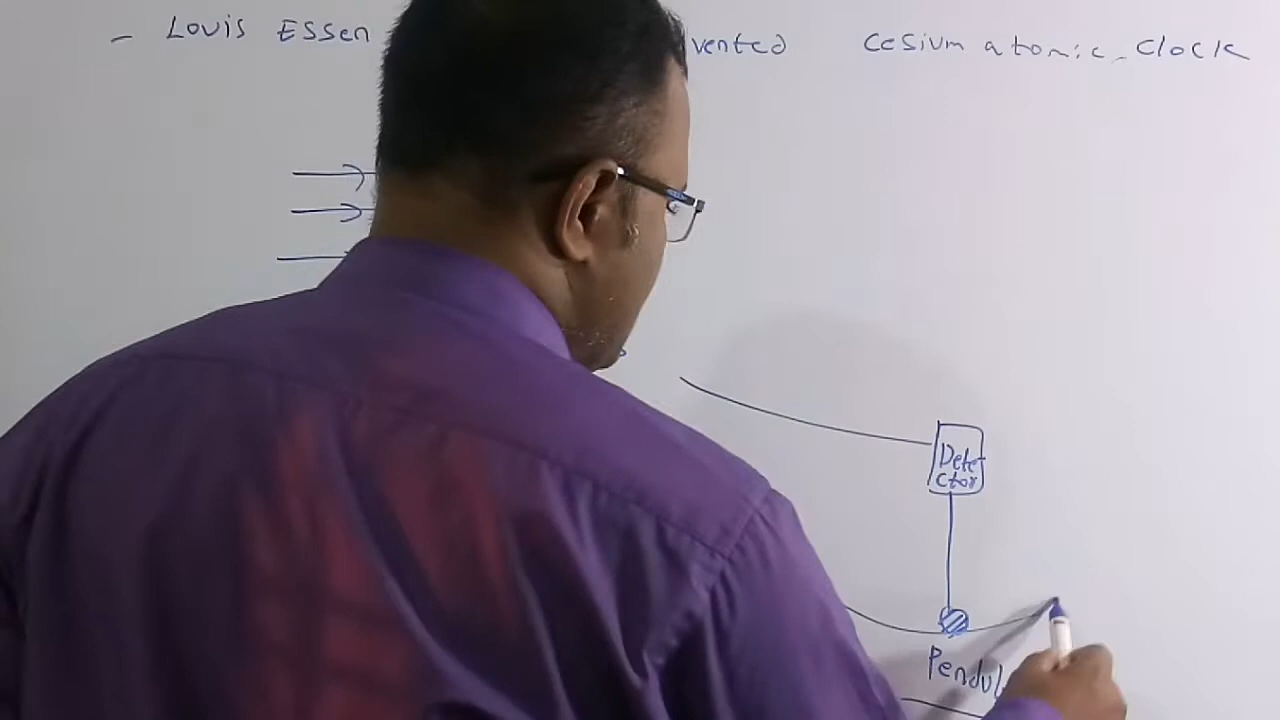 - Louis Essen vented Cesium atomic clock
Dete-
ctor
Pendul